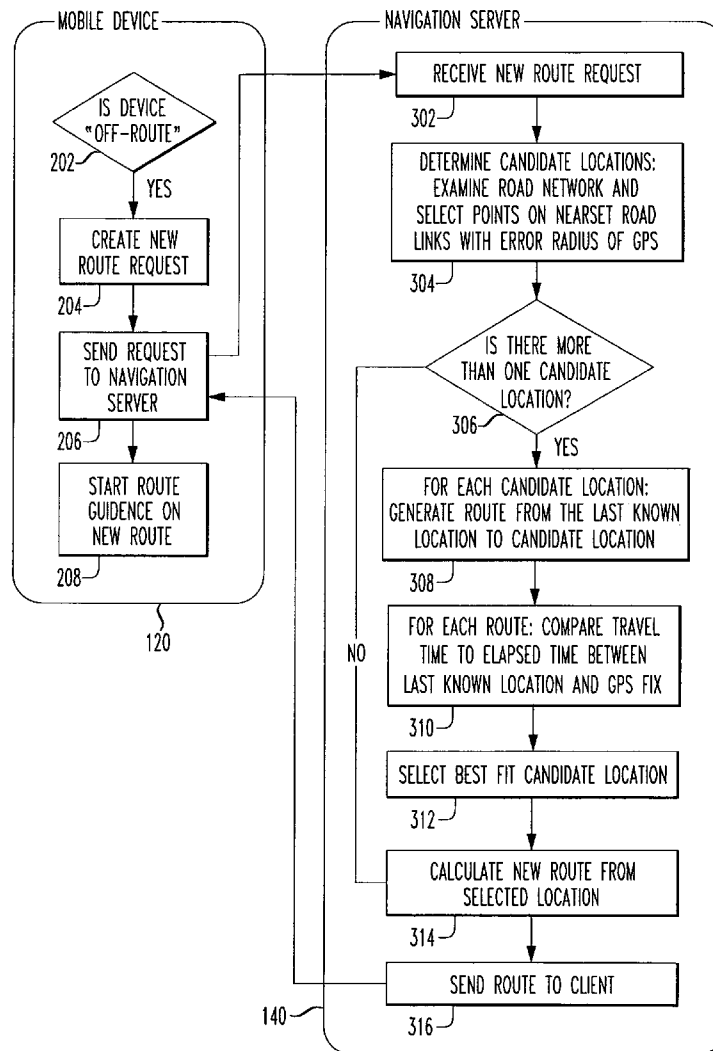 MOBILE DEVICE
IS DEVICE
"OFF-ROUTE"
202
YES
CREATE NEW
ROUTE REQUEST
204
SEND REQUEST
TO NAVIGATION
SERVER
206
START ROUTE
GUIDENCE ON
NEW ROUTE
208
120
NAVIGATION SERVER
RECEIVE NEW ROUTE REQUEST
302
DETERMINE CANDIDATE LOCATIONS:
EXAMINE ROAD NETWORK AND
SELECT POINTS ON NEARSET ROAD
LINKS WITH ERROR RADIUS OF GPS
304
IS THERE MORE
THAN ONE CANDIDATE
LOCATION?
306
YES
FOR EACH CANDIDATE LOCATION:
GENERATE ROUTE FROM THE LAST KNOWN
LOCATION TO CANDIDATE LOCATION
308
NO
FOR EACH ROUTE: COMPARE TRAVEL
TIME TO ELAPSED TIME BETWEEN
LAST KNOWN LOCATION AND GPS FIX
310
SELECT BEST FIT CANDIDATE LOCATION
312
CALCULATE NEW ROUTE FROM
SELECTED LOCATION
314
SEND ROUTE TO CLIENT
316
140